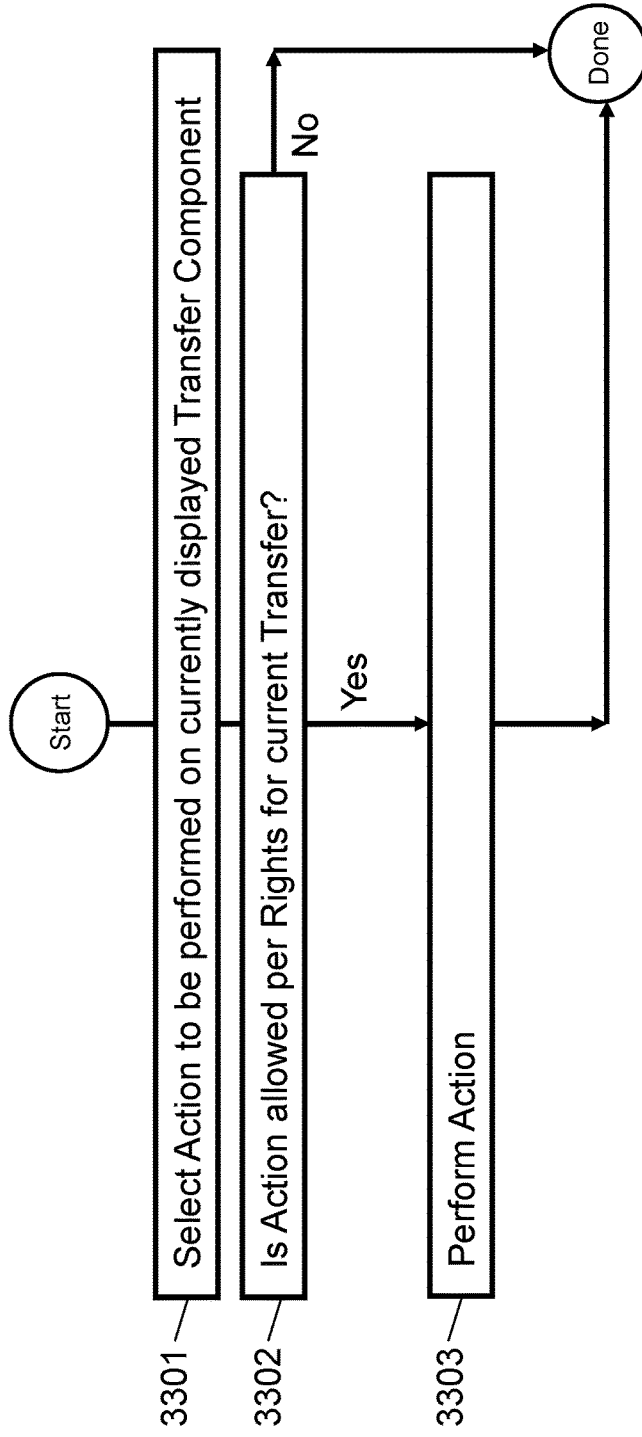 Start
3301
Select Action to be performed on currently displayed Transfer Component
3302
Is Action allowed per Rights for current Transfer?
No
Yes
3303
Perform Action
Done